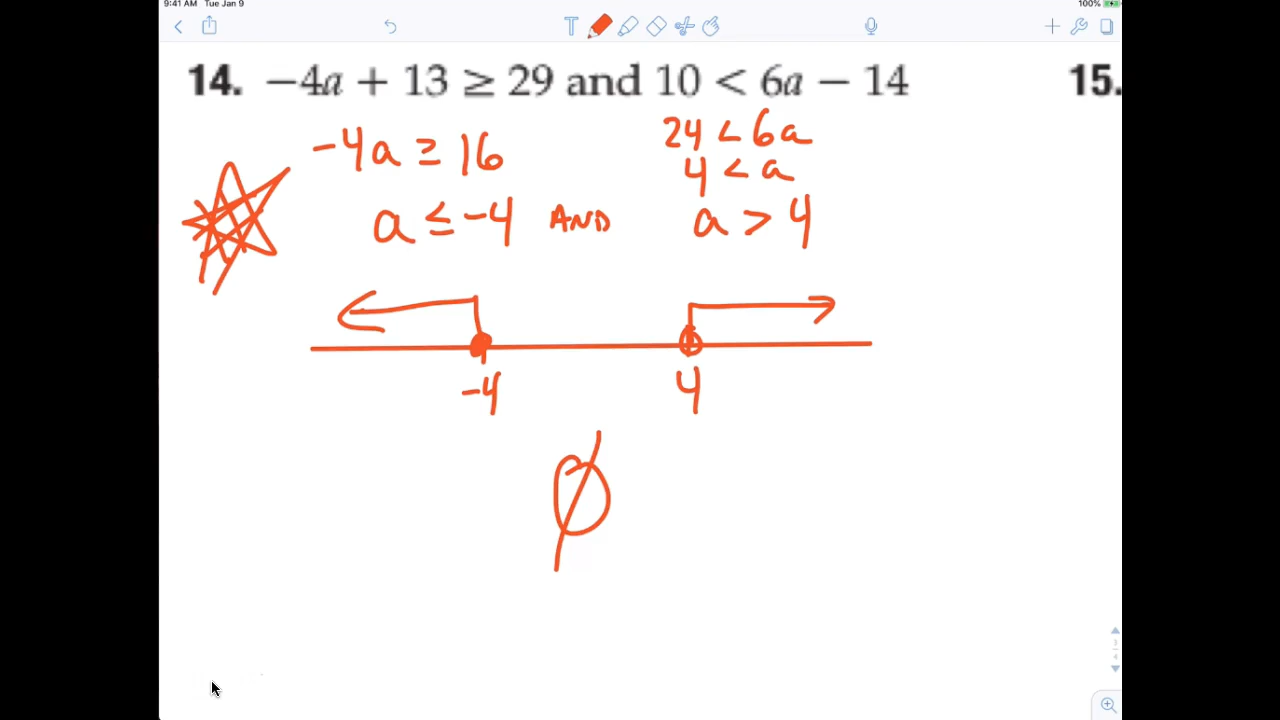 9:41 AM Tue Jan 9 100%
14. −4a + 13 ≥ 29 and 10 < 6a − 14 15.
-4a ≥ 16 24 < 6a
4 < a
a ≤ -4 AND a > 4
-4 4
∅